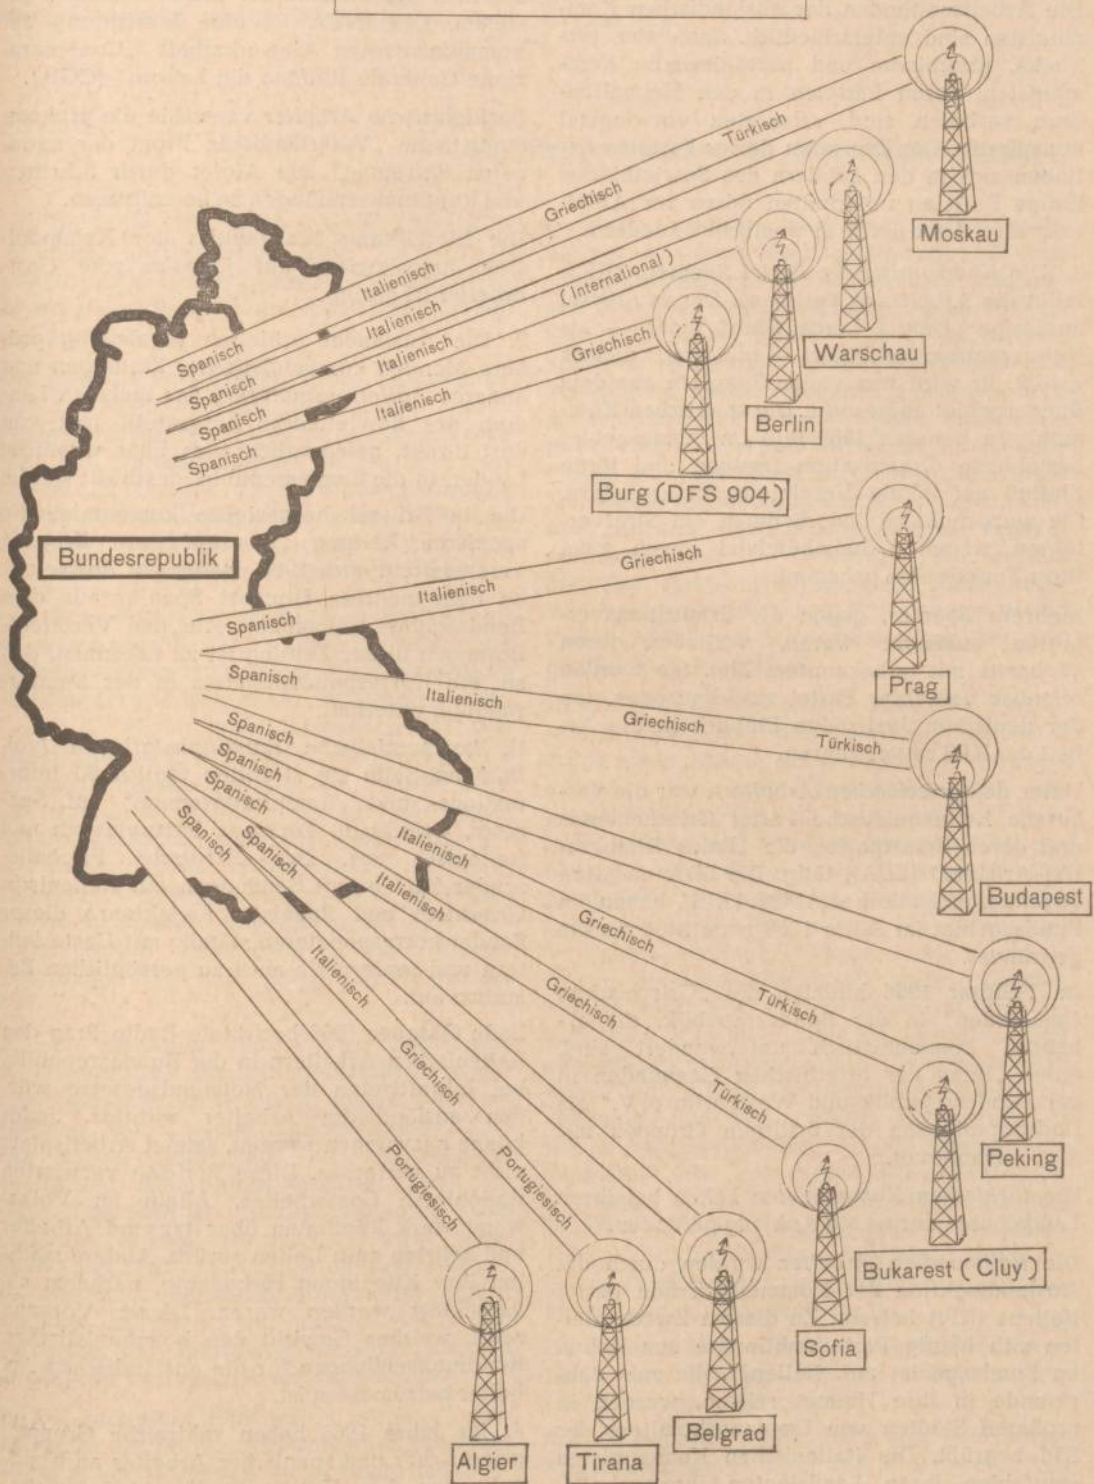 Spanisch Italienisch Griechisch Türkisch
Moskau
Spanisch Italienisch
Warschau
Spanisch Italienisch (International)
Berlin
Spanisch Italienisch Griechisch
Burg (DFS 904)
Bundesrepublik
Spanisch Italienisch Griechisch
Prag
Spanisch Italienisch Griechisch Türkisch
Budapest
Spanisch
Peking
Spanisch Italienisch Griechisch Türkisch
Bukarest ( Cluy )
Spanisch Italienisch Griechisch Türkisch
Sofia
Spanisch
Belgrad
Spanisch Italienisch Griechisch Portugiesisch
Tirana
Portugiesisch
Algier